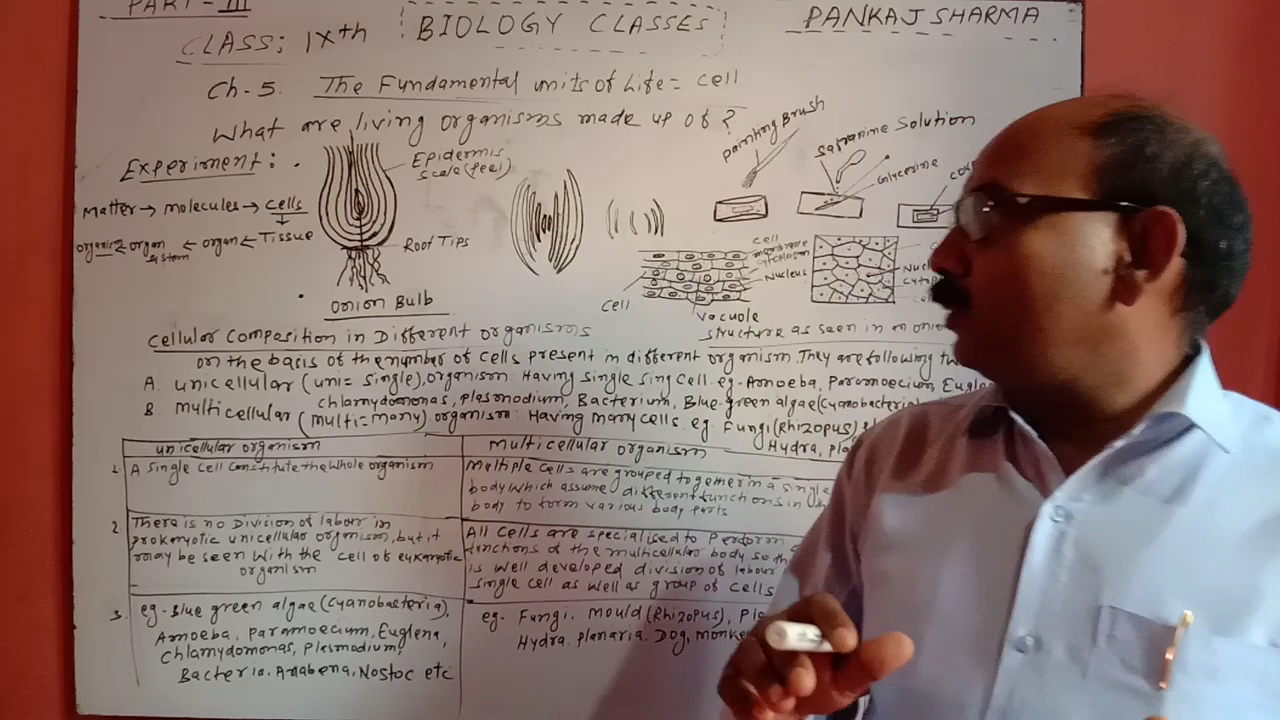 PART - III
CLASS: IXth
BIOLOGY CLASSES
PANKAJ SHARMA
Ch-5. The Fundamental units of Life = cell
What are living organisms made up of?
Experiment:
Epidermis
scale (peel)
Matter → molecules → cells
Tissue
organ
organ
system
Root Tips
Onion Bulb
painting Brush
Safranine Solution
Glycerine
cell
membrane
cytoplasm
Nucleus
cell
vacuole
structure as seen in an
cellular composition in Different organisms
on the basis of the number of cells present in different organism. They are following
A. unicellular (uni = single), organism: Having single sing cell. eg- Amoeba, Paramoecium,
chlamydomonas, plasmodium, Bacterium, Blue-green algae
B. multicellular (multi = many) organism: Having many cells. eg. Fungi (Rhizopus)
Hydra,
unicellular organism
multicellular organism
1. A single cell constitute the whole organism
Multiple cells are grouped together in a single
body which assume different functions in
body to form various body parts
2. There is no Division of labour in
prokaryotic unicellular organism, but it
may be seen with the cell of eukaryotic
organism
All cells are specialised to perform
functions of the multicellular body so
is well developed division of labour
single cell as well as group of cells
3. eg- Blue green algae (cyanobacteria),
Amoeba, Paramoecium, Euglena,
Chlamydomonas, Plasmodium,
Bacteria. Anabena, Nostoc etc
eg. Fungi. Mould (Rhizopus),
Hydra. planaria. Dog,